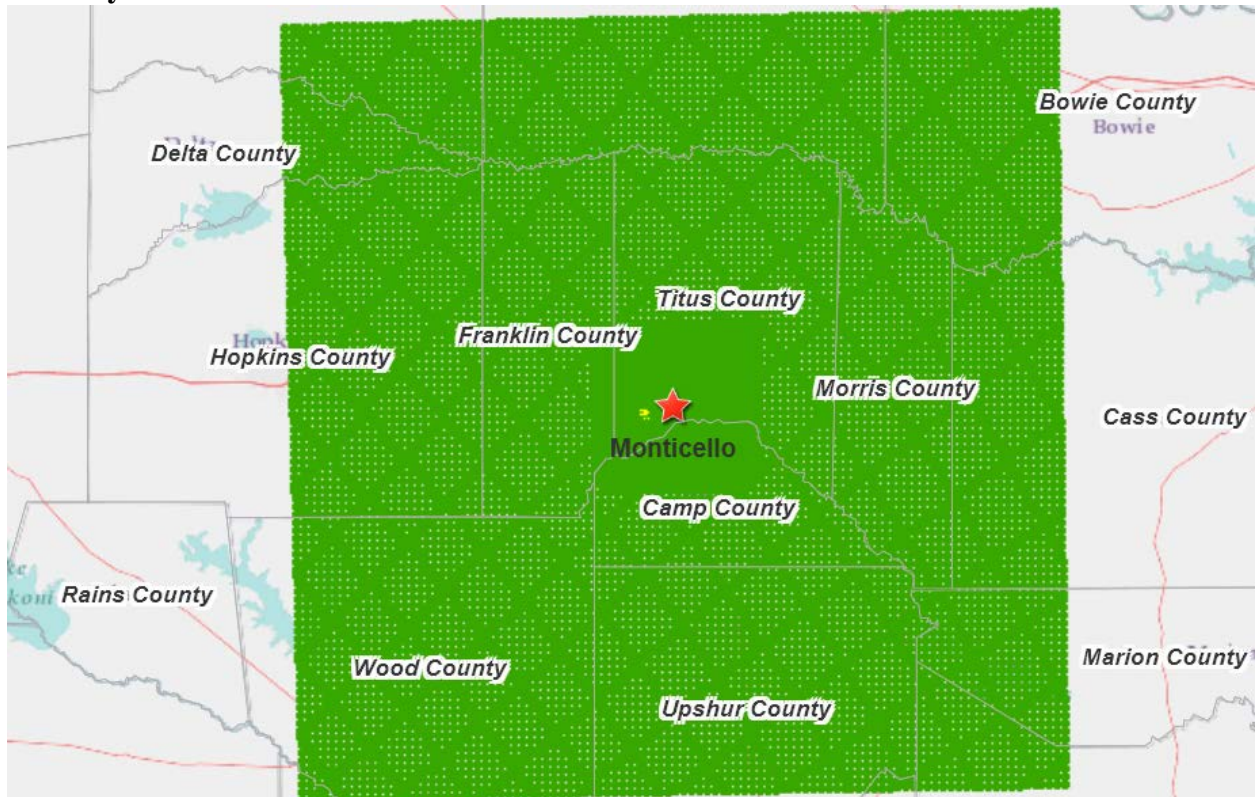 Bowie County
Bowie
Delta County
Titus County
Franklin County
Hopkins County
Morris County
Cass County
Monticello
Camp County
Rains County
Wood County
Marion County
Upshur County